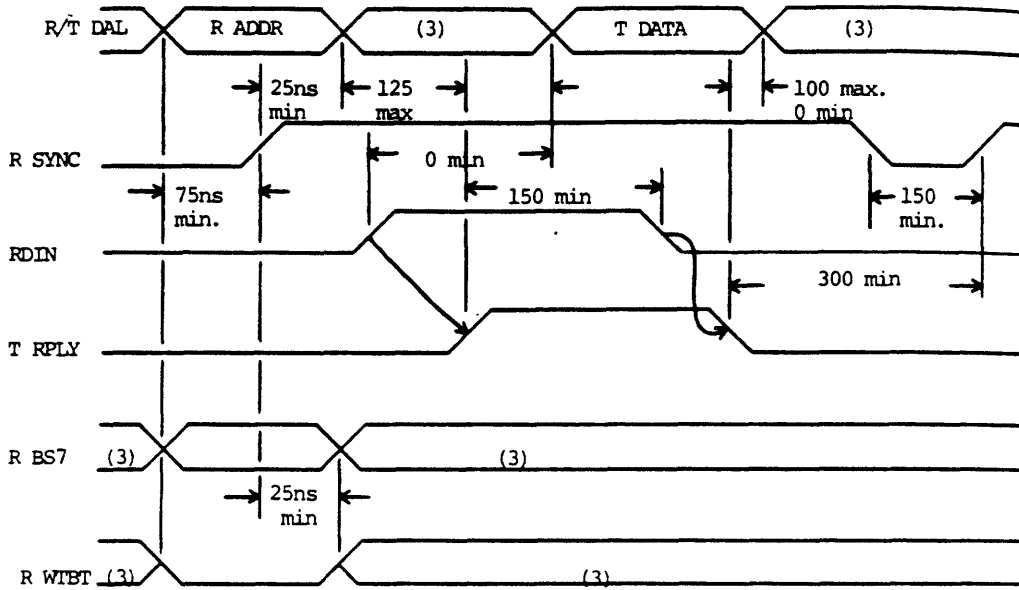 R/T DAL R ADDR (3) T DATA (3)
25ns min 125 max 100 max. 0 min
R SYNC 0 min
75ns min. 150 min 150 min.
RDIN
300 min
T RPLY
R BS7 (3) (3)
25ns min
R WTBT (3) (3)